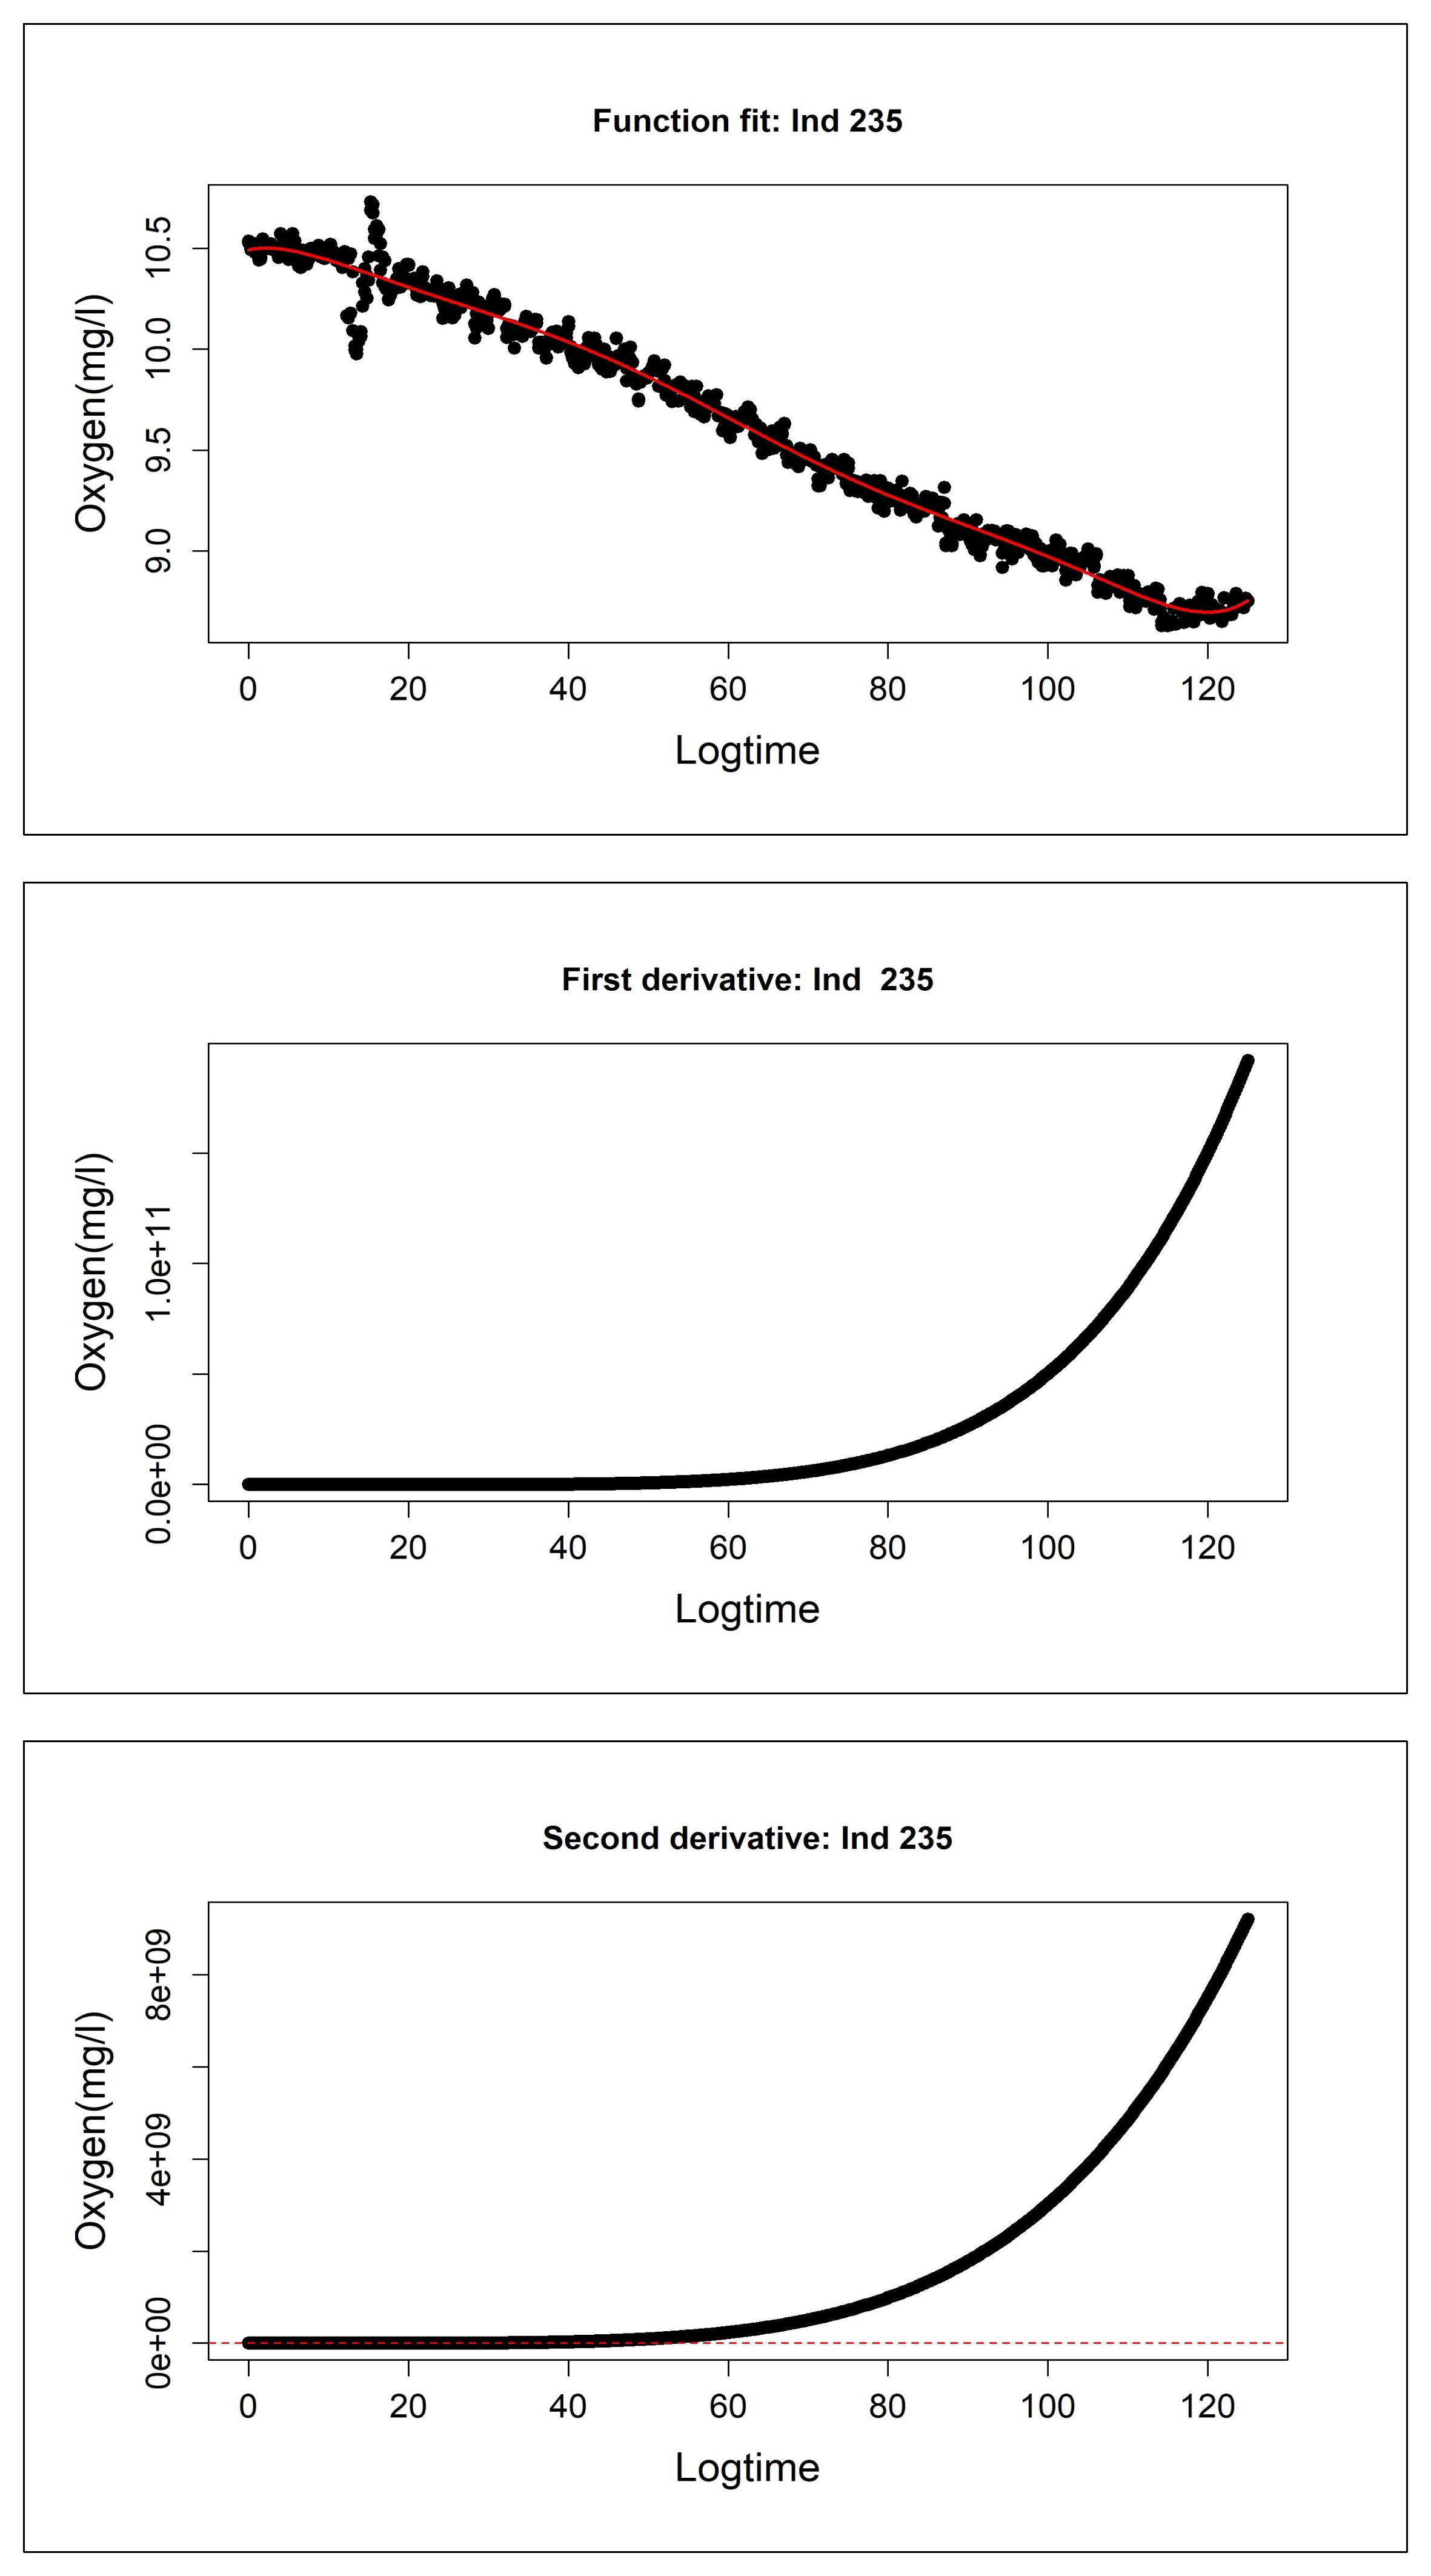 Function fit: Ind 235
Oxygen(mg/l)
10.5
10.0
9.5
9.0
0 20 40 60 80 100 120
Logtime
First derivative: Ind  235
Oxygen(mg/l)
1.0e+11
0.0e+00
0 20 40 60 80 100 120
Logtime
Second derivative: Ind 235
Oxygen(mg/l)
8e+09
4e+09
0e+00
0 20 40 60 80 100 120
Logtime